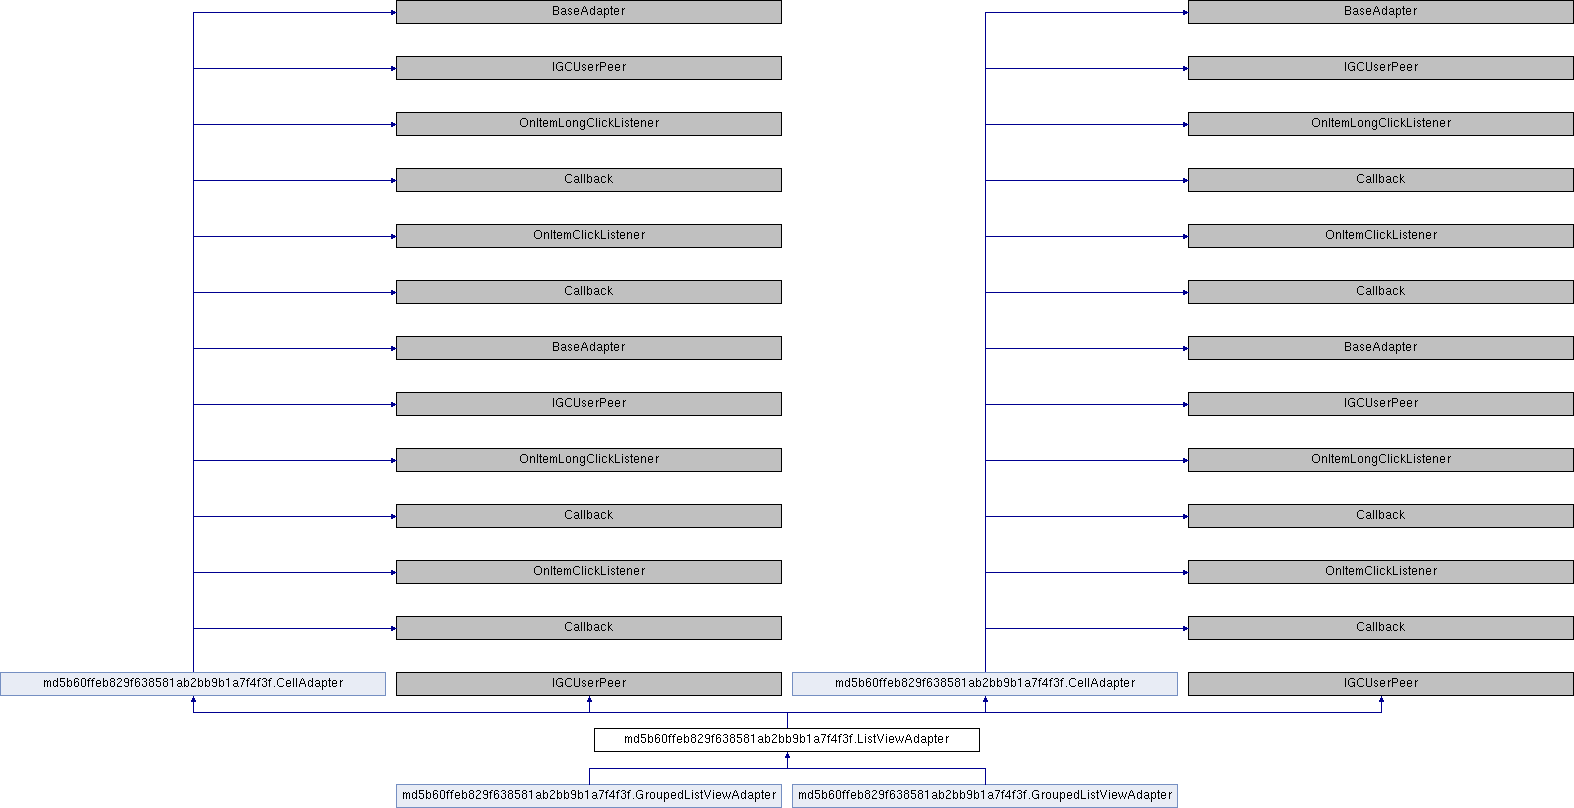 BaseAdapter BaseAdapter
IGCUserPeer IGCUserPeer
OnItemLongClickListener OnItemLongClickListener
Callback Callback
OnItemClickListener OnItemClickListener
Callback Callback
BaseAdapter BaseAdapter
IGCUserPeer IGCUserPeer
OnItemLongClickListener OnItemLongClickListener
Callback Callback
OnItemClickListener OnItemClickListener
Callback Callback
md5b60ffeb829f638581ab2bb9b1a7f4f3f.CellAdapter IGCUserPeer md5b60ffeb829f638581ab2bb9b1a7f4f3f.CellAdapter IGCUserPeer
md5b60ffeb829f638581ab2bb9b1a7f4f3f.ListViewAdapter
md5b60ffeb829f638581ab2bb9b1a7f4f3f.GroupedListViewAdapter md5b60ffeb829f638581ab2bb9b1a7f4f3f.GroupedListViewAdapter